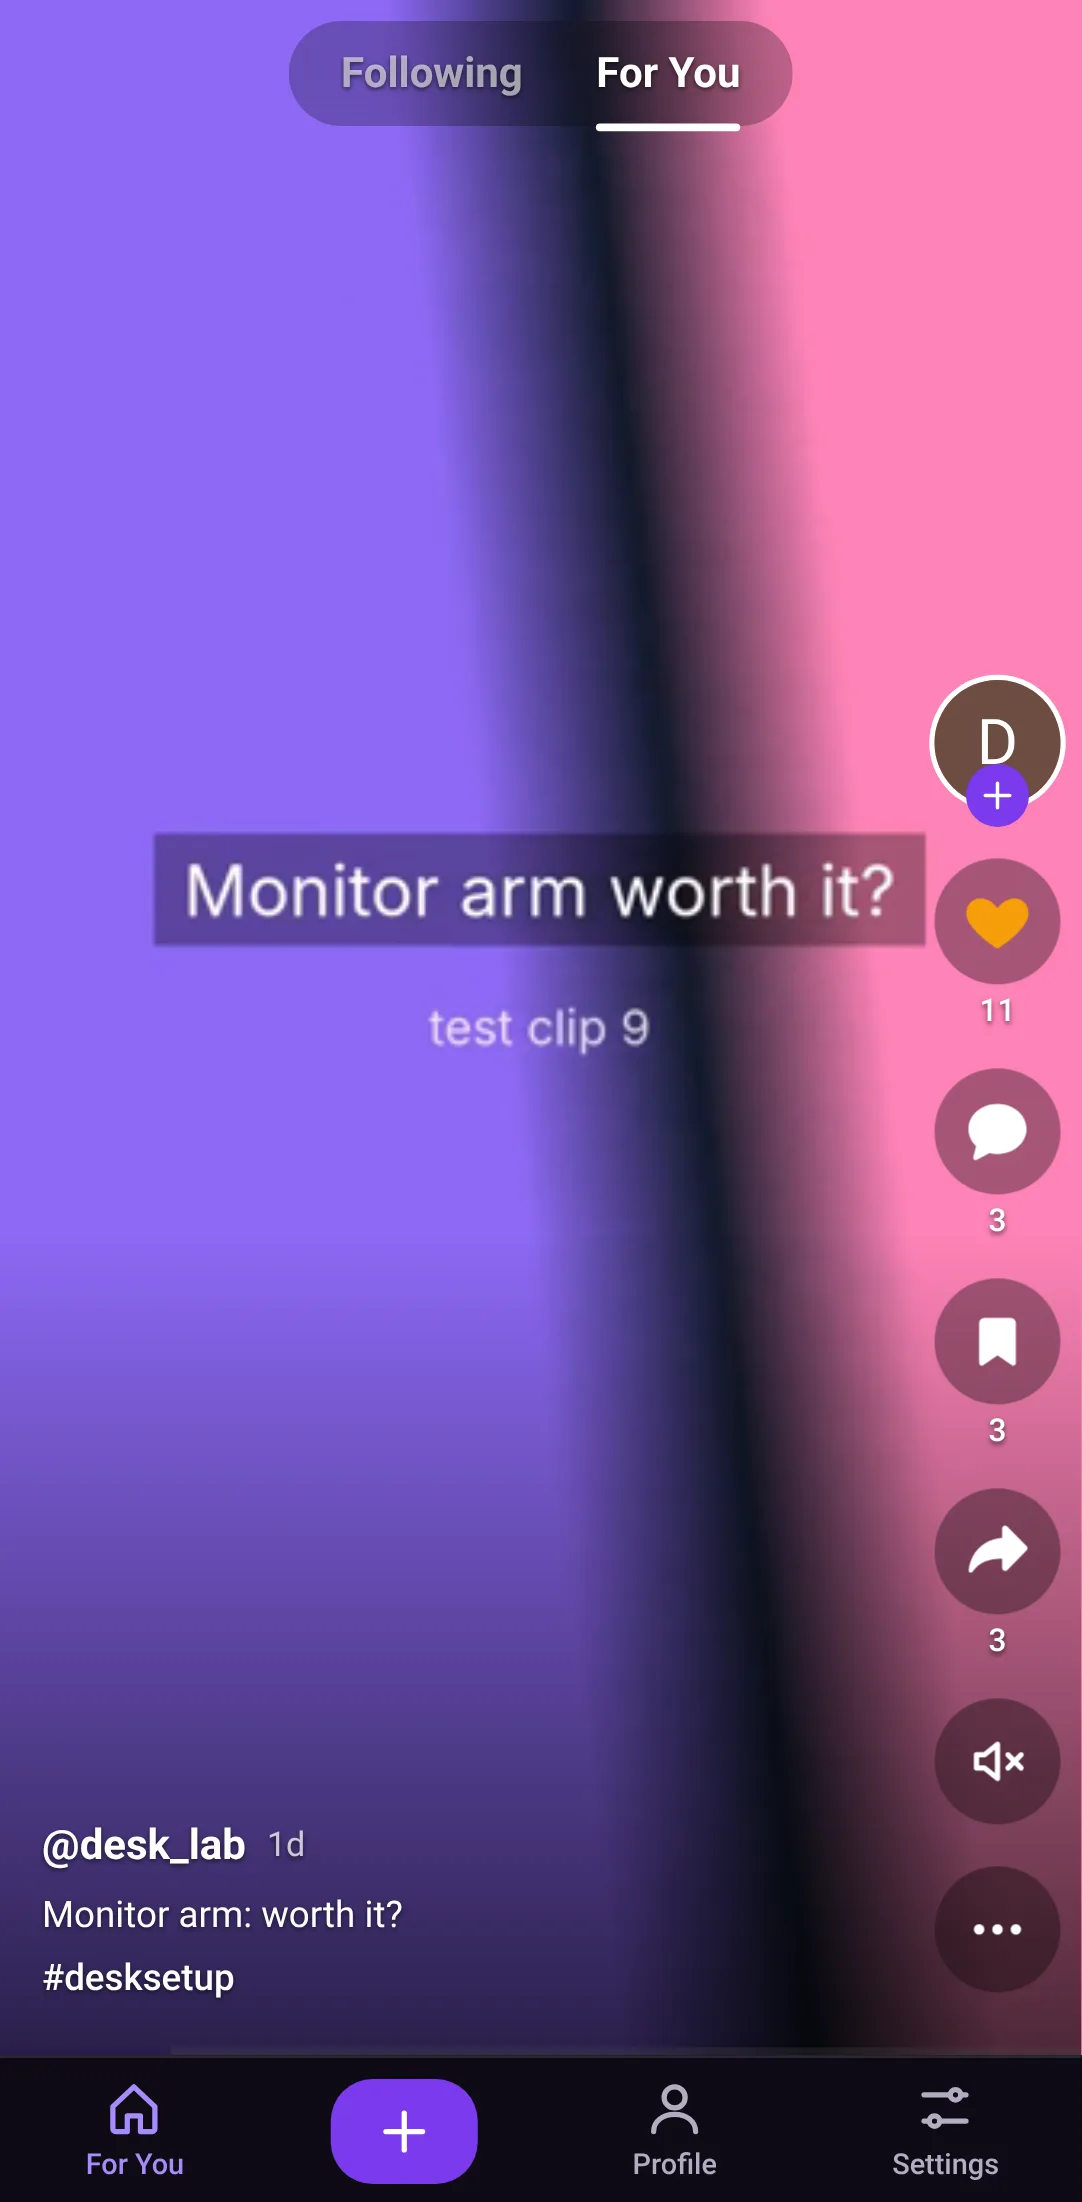 Following For You
D
Monitor arm worth it?
11
test clip 9
3
3
3
@desk_lab 1d
Monitor arm: worth it?
#desksetup
For You Profile Settings